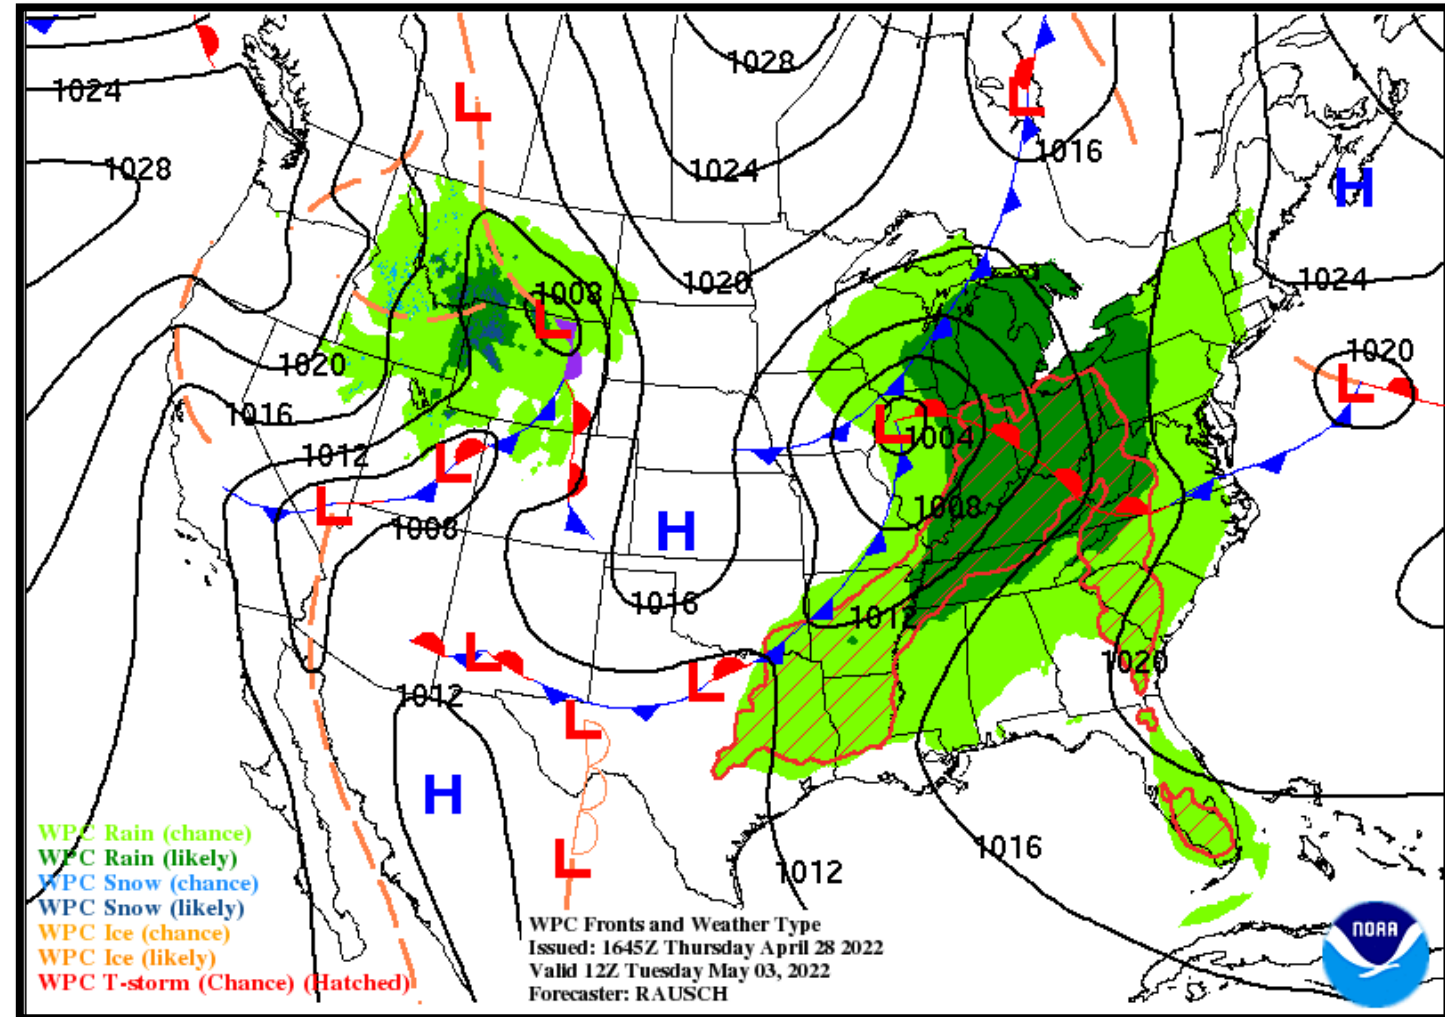 L
L
1028
1024
1028
1024
1016
H
1020
1008
L
1024
1020
L
1020
1016
L
1004
1012
L
L
1008
1008
H
1016
1012
L
L
1020
1012
L
H
1016
L
1012
WPC Rain (chance)
WPC Rain (likely)
WPC Snow (chance)
WPC Snow (likely)
WPC Ice (chance)
WPC Ice (likely)
WPC T-storm (Chance) (Hatched)
WPC Fronts and Weather Type
Issued: 1645Z Thursday April 28 2022
Valid 12Z Tuesday May 03, 2022
Forecaster: RAUSCH
NOAA